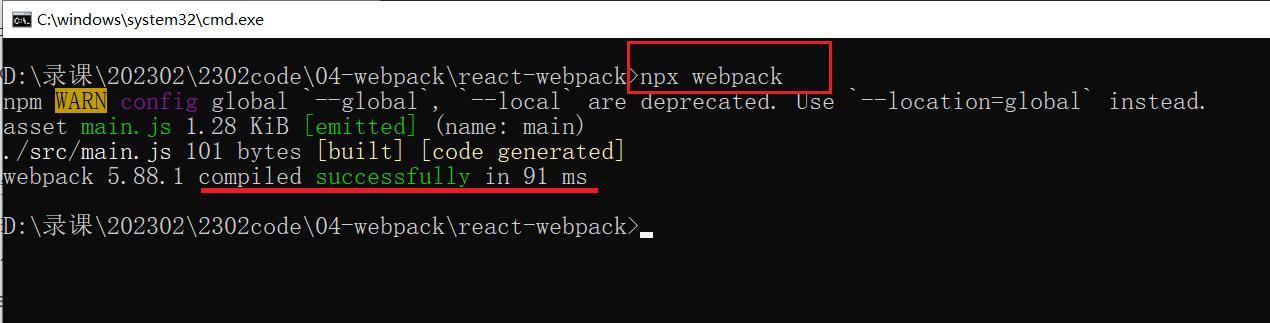 C:\windows\system32\cmd.exe
D:\录课\202302\2302code\04-webpack\react-webpack>npx webpack
npm WARN config global `--global`, `--local` are deprecated. Use `--location=global` instead.
asset main.js 1.28 KiB [emitted] (name: main)
./src/main.js 101 bytes [built] [code generated]
webpack 5.88.1 compiled successfully in 91 ms
D:\录课\202302\2302code\04-webpack\react-webpack>